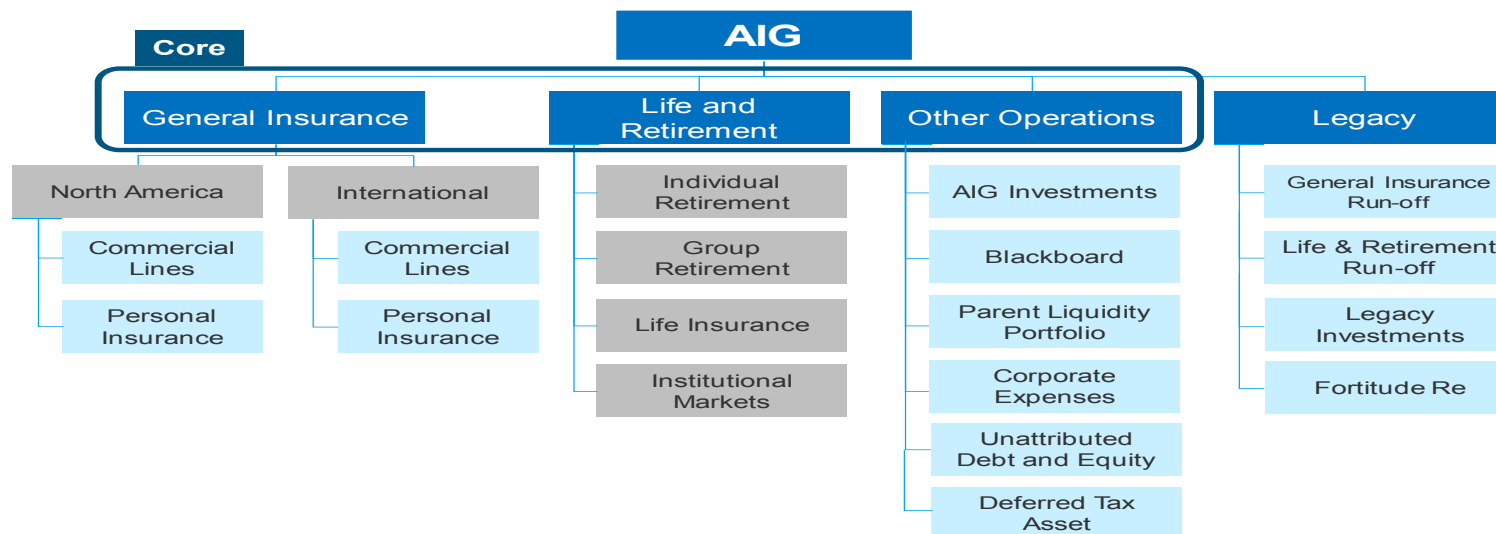 AIG
Core
General Insurance
Life and
Retirement
Other Operations
Legacy
North America
Commercial
Lines
Personal
Insurance
International
Commercial
Lines
Personal
Insurance
Individual
Retirement
Group
Retirement
Life Insurance
Institutional
Markets
AIG Investments
Blackboard
Parent Liquidity
Portfolio
Corporate
Expenses
Unattributed
Debt and Equity
Deferred Tax
Asset
General Insurance
Run-off
Life & Retirement
Run-off
Legacy
Investments
Fortitude Re